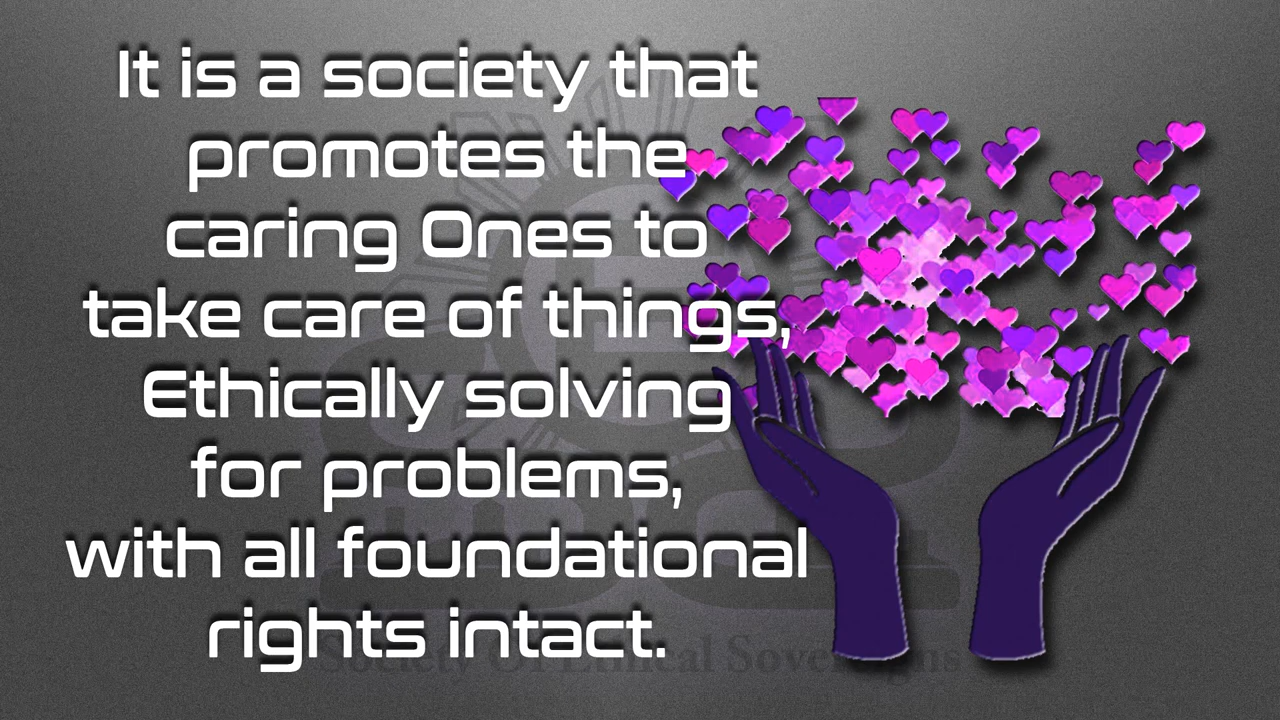 It is a society that
promotes the
caring Ones to
take care of things,
Ethically solving
for problems,
with all foundational
rights intact.
Society Of Ethical Sovereigns